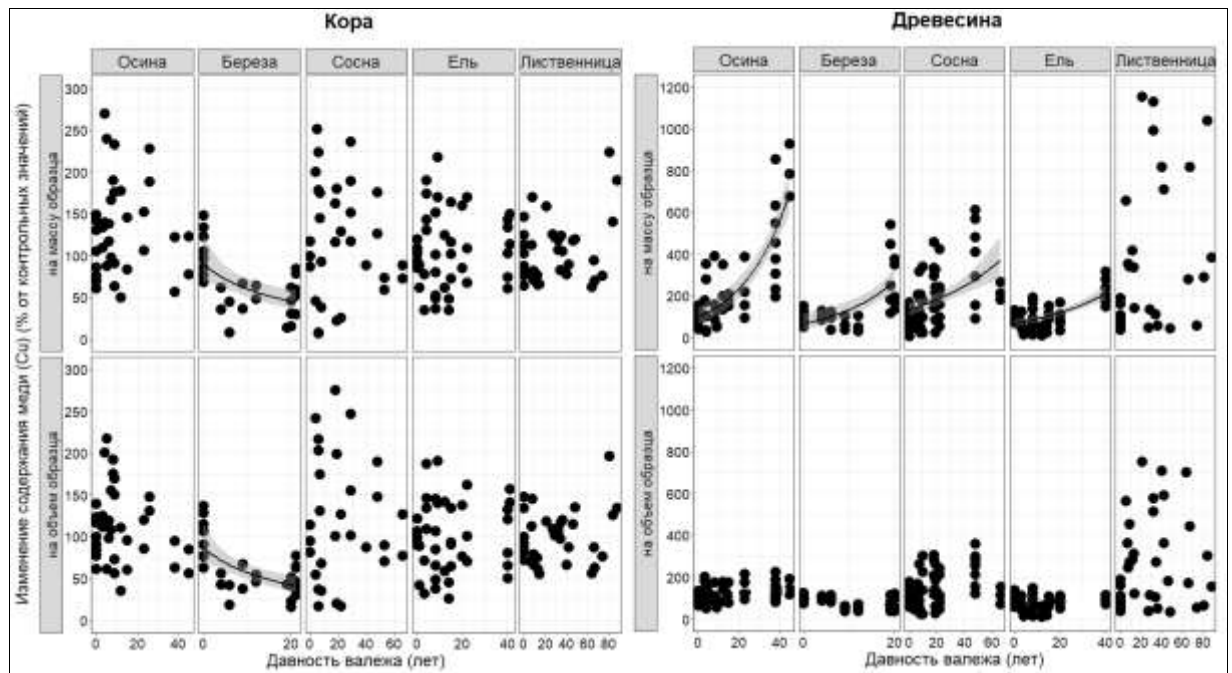 Кора
Древесина
Осина Береза Сосна Ель Лиственница
Осина Береза Сосна Ель Лиственница
Изменение содержания меди (Cu) (% от контрольных значений)
на массу образца
300
250
200
150
100
50
0
на объем образца
300
250
200
150
100
50
0
0 20 40 0 20 0 20 40 60 0 20 40 0 20 40 60 80
Давность валежа (лет)
на массу образца
1200
1000
800
600
400
200
0
на объем образца
1200
1000
800
600
400
200
0
0 20 40 0 20 0 20 40 60 0 20 40 0 20 40 60 80
Давность валежа (лет)